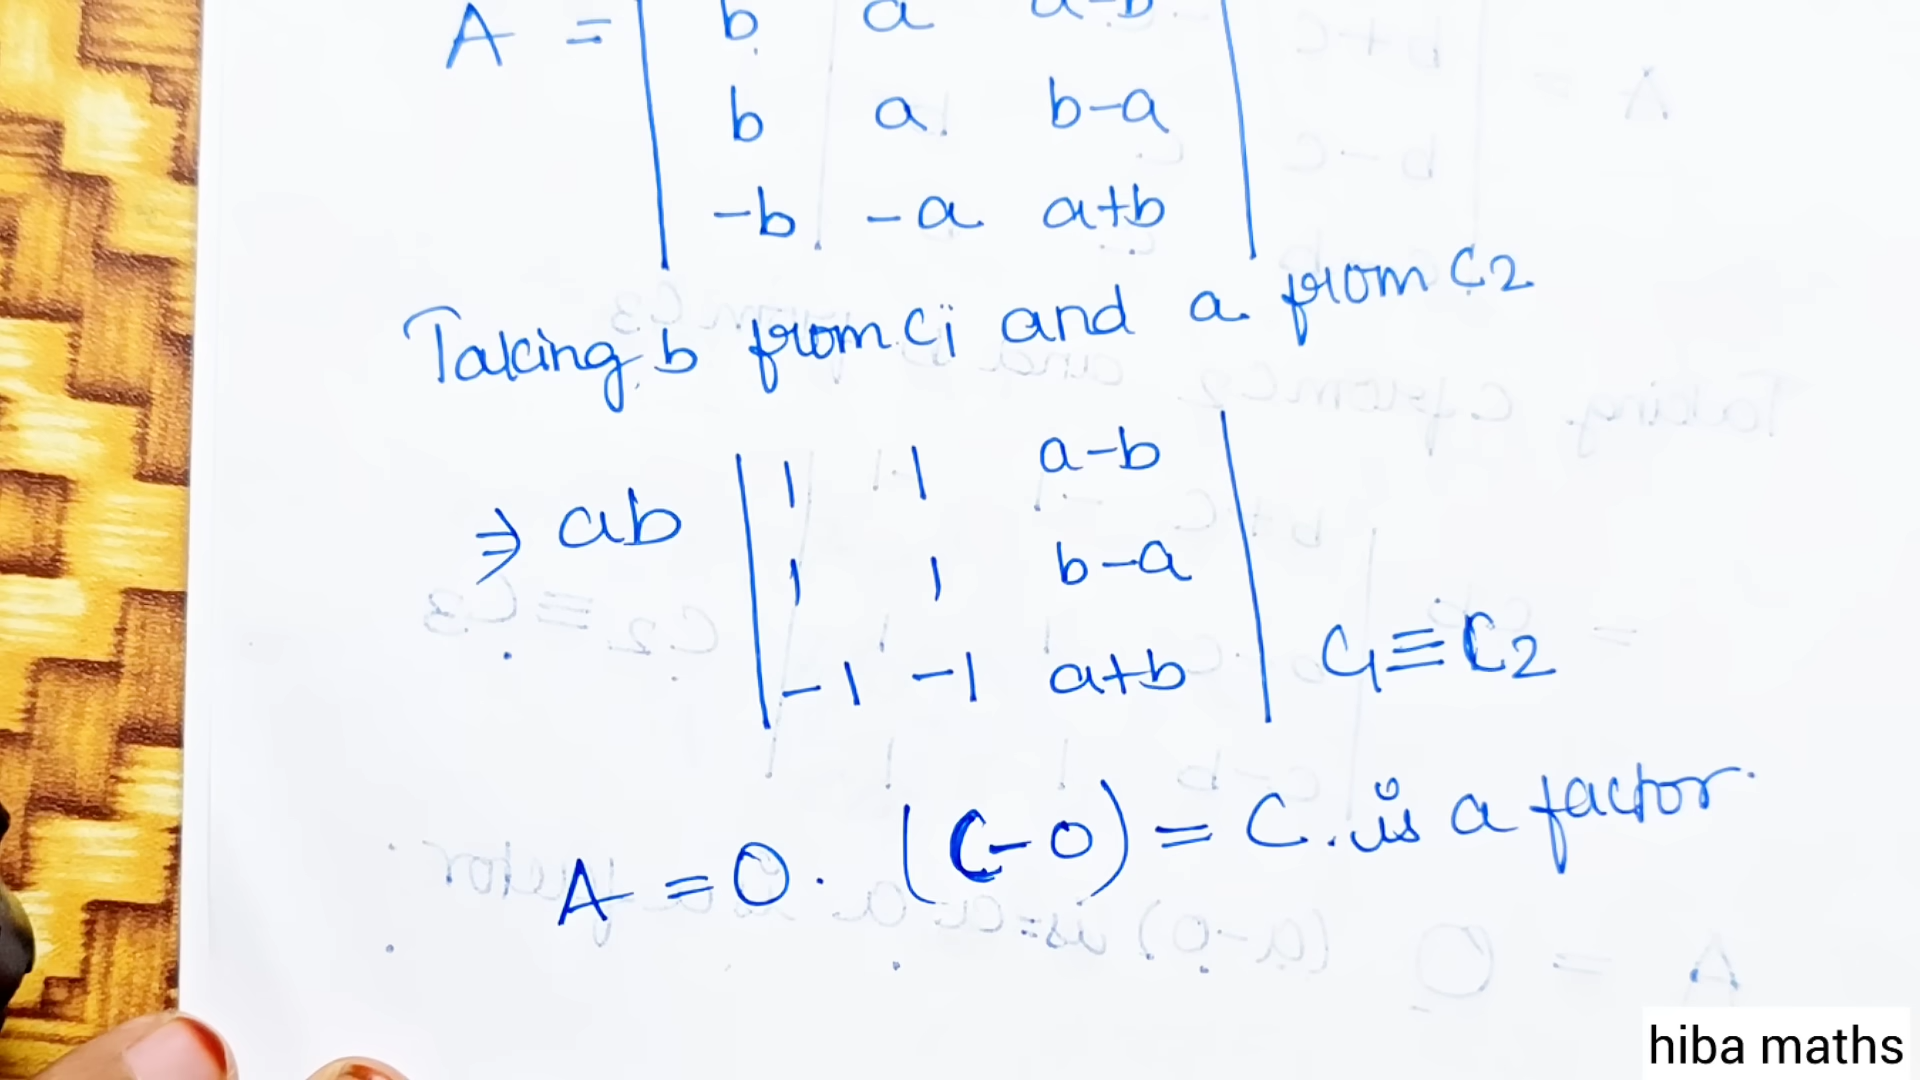 A = | b a a-b |
| b a b-a |
| -b -a a+b |
Taking b from C1 and a from C2
⇒ ab | 1 1 a-b |
| 1 1 b-a |
| -1 -1 a+b | C1 ≡ C2
A = 0. (C-0) = C. is a factor.
hiba maths